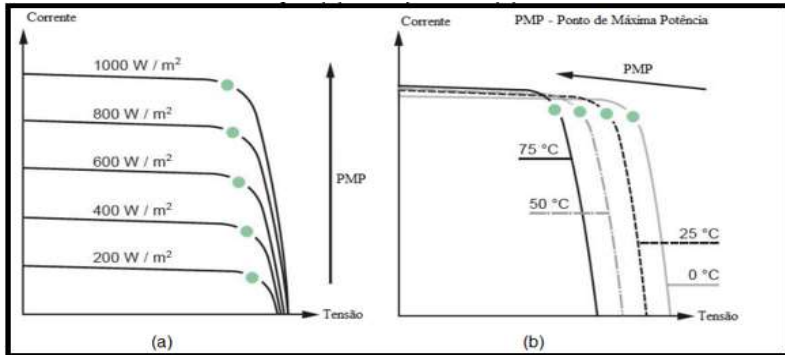 Corrente
1000 W / m²
800 W / m²
600 W / m²
400 W / m²
200 W / m²
PMP
Tensão
(a)
PMP - Ponto de Máxima Potência
Corrente
PMP
75 °C
50 °C
25 °C
0 °C
Tensão
(b)